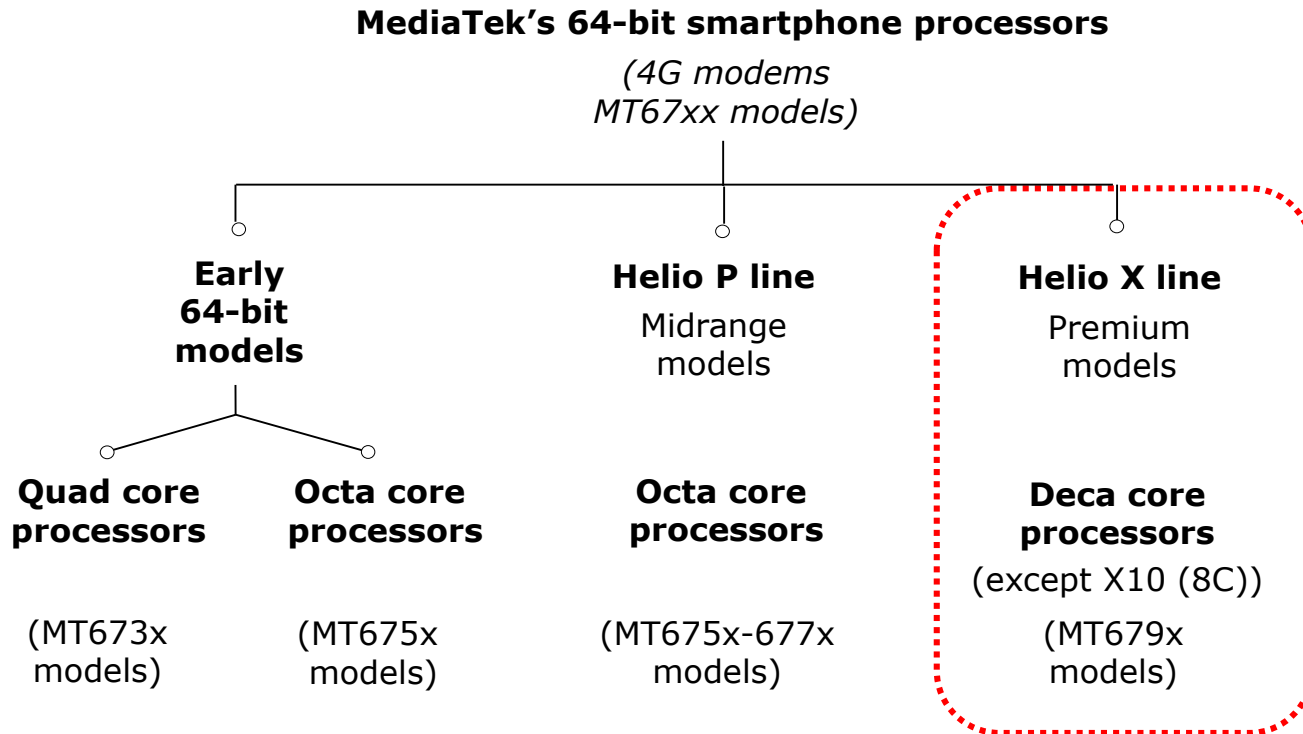 MediaTek’s 64-bit smartphone processors
(4G modems
MT67xx models)
Early
64-bit
models
Helio P line
Midrange
models
Helio X line
Premium
models
Quad core
processors
(MT673x
models)
Octa core
processors
(MT675x
models)
Octa core
processors
(MT675x-677x
models)
Deca core
processors
(except X10 (8C))
(MT679x
models)